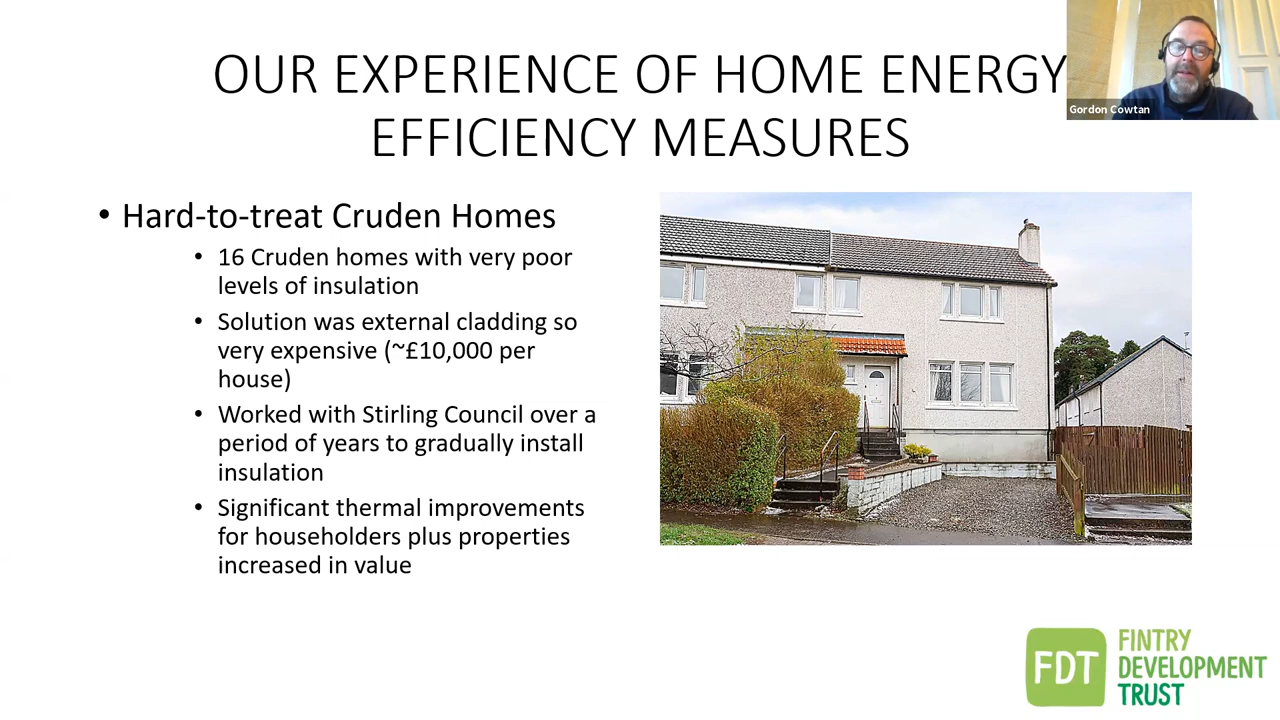 OUR EXPERIENCE OF HOME ENERGY
EFFICIENCY MEASURES
Gordon Cowtan
• Hard-to-treat Cruden Homes
• 16 Cruden homes with very poor
levels of insulation
• Solution was external cladding so
very expensive (~£10,000 per
house)
• Worked with Stirling Council over a
period of years to gradually install
insulation
• Significant thermal improvements
for householders plus properties
increased in value
FDT
FINTRY
DEVELOPMENT
TRUST